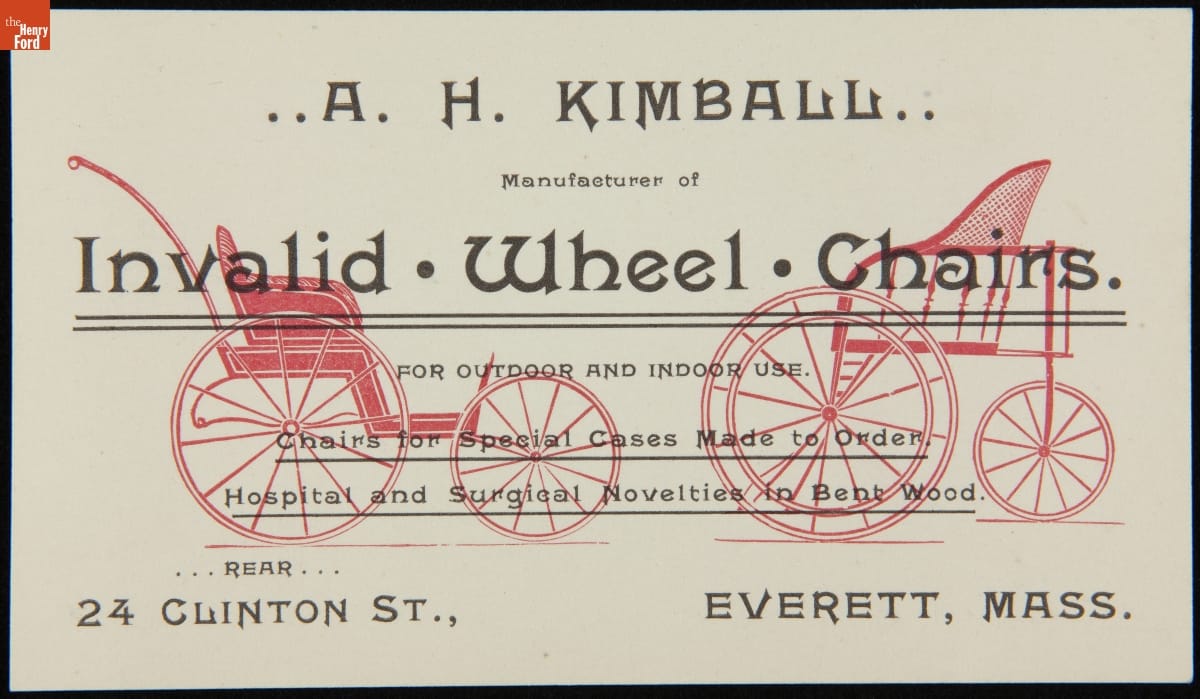 the
Henry
Ford
..A. H. KIMBALL..
Manufacturer of
Invalid · Wheel · Chairs.
FOR OUTDOOR AND INDOOR USE.
Chairs for Special Cases Made to Order.
Hospital and Surgical Novelties in Bent Wood.
...REAR...
24 CLINTON ST., EVERETT, MASS.